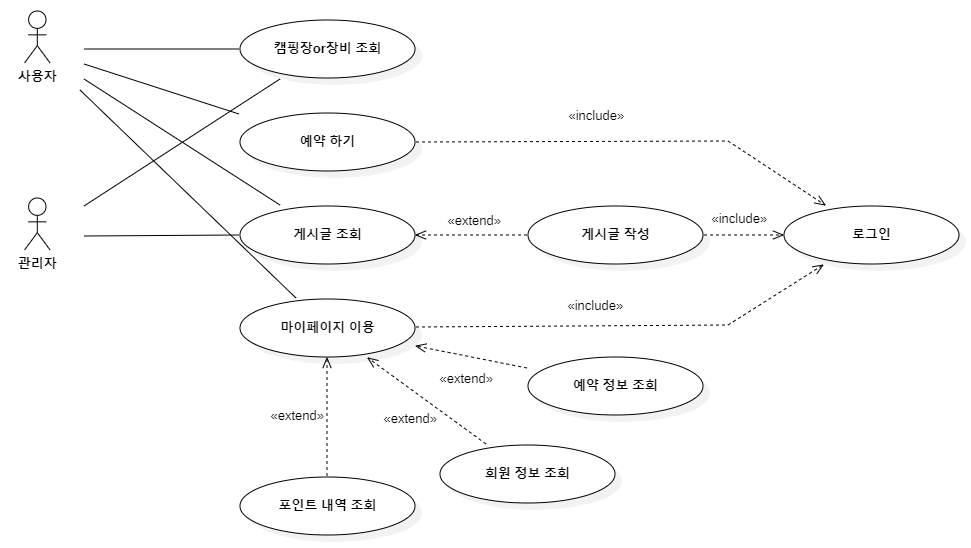 캠핑장or장비 조회
사용자
«include»
예약 하기
관리자
게시글 조회
«extend»
게시글 작성
«include»
로그인
마이페이지 이용
«include»
«extend»
예약 정보 조회
«extend»
«extend»
회원 정보 조회
포인트 내역 조회